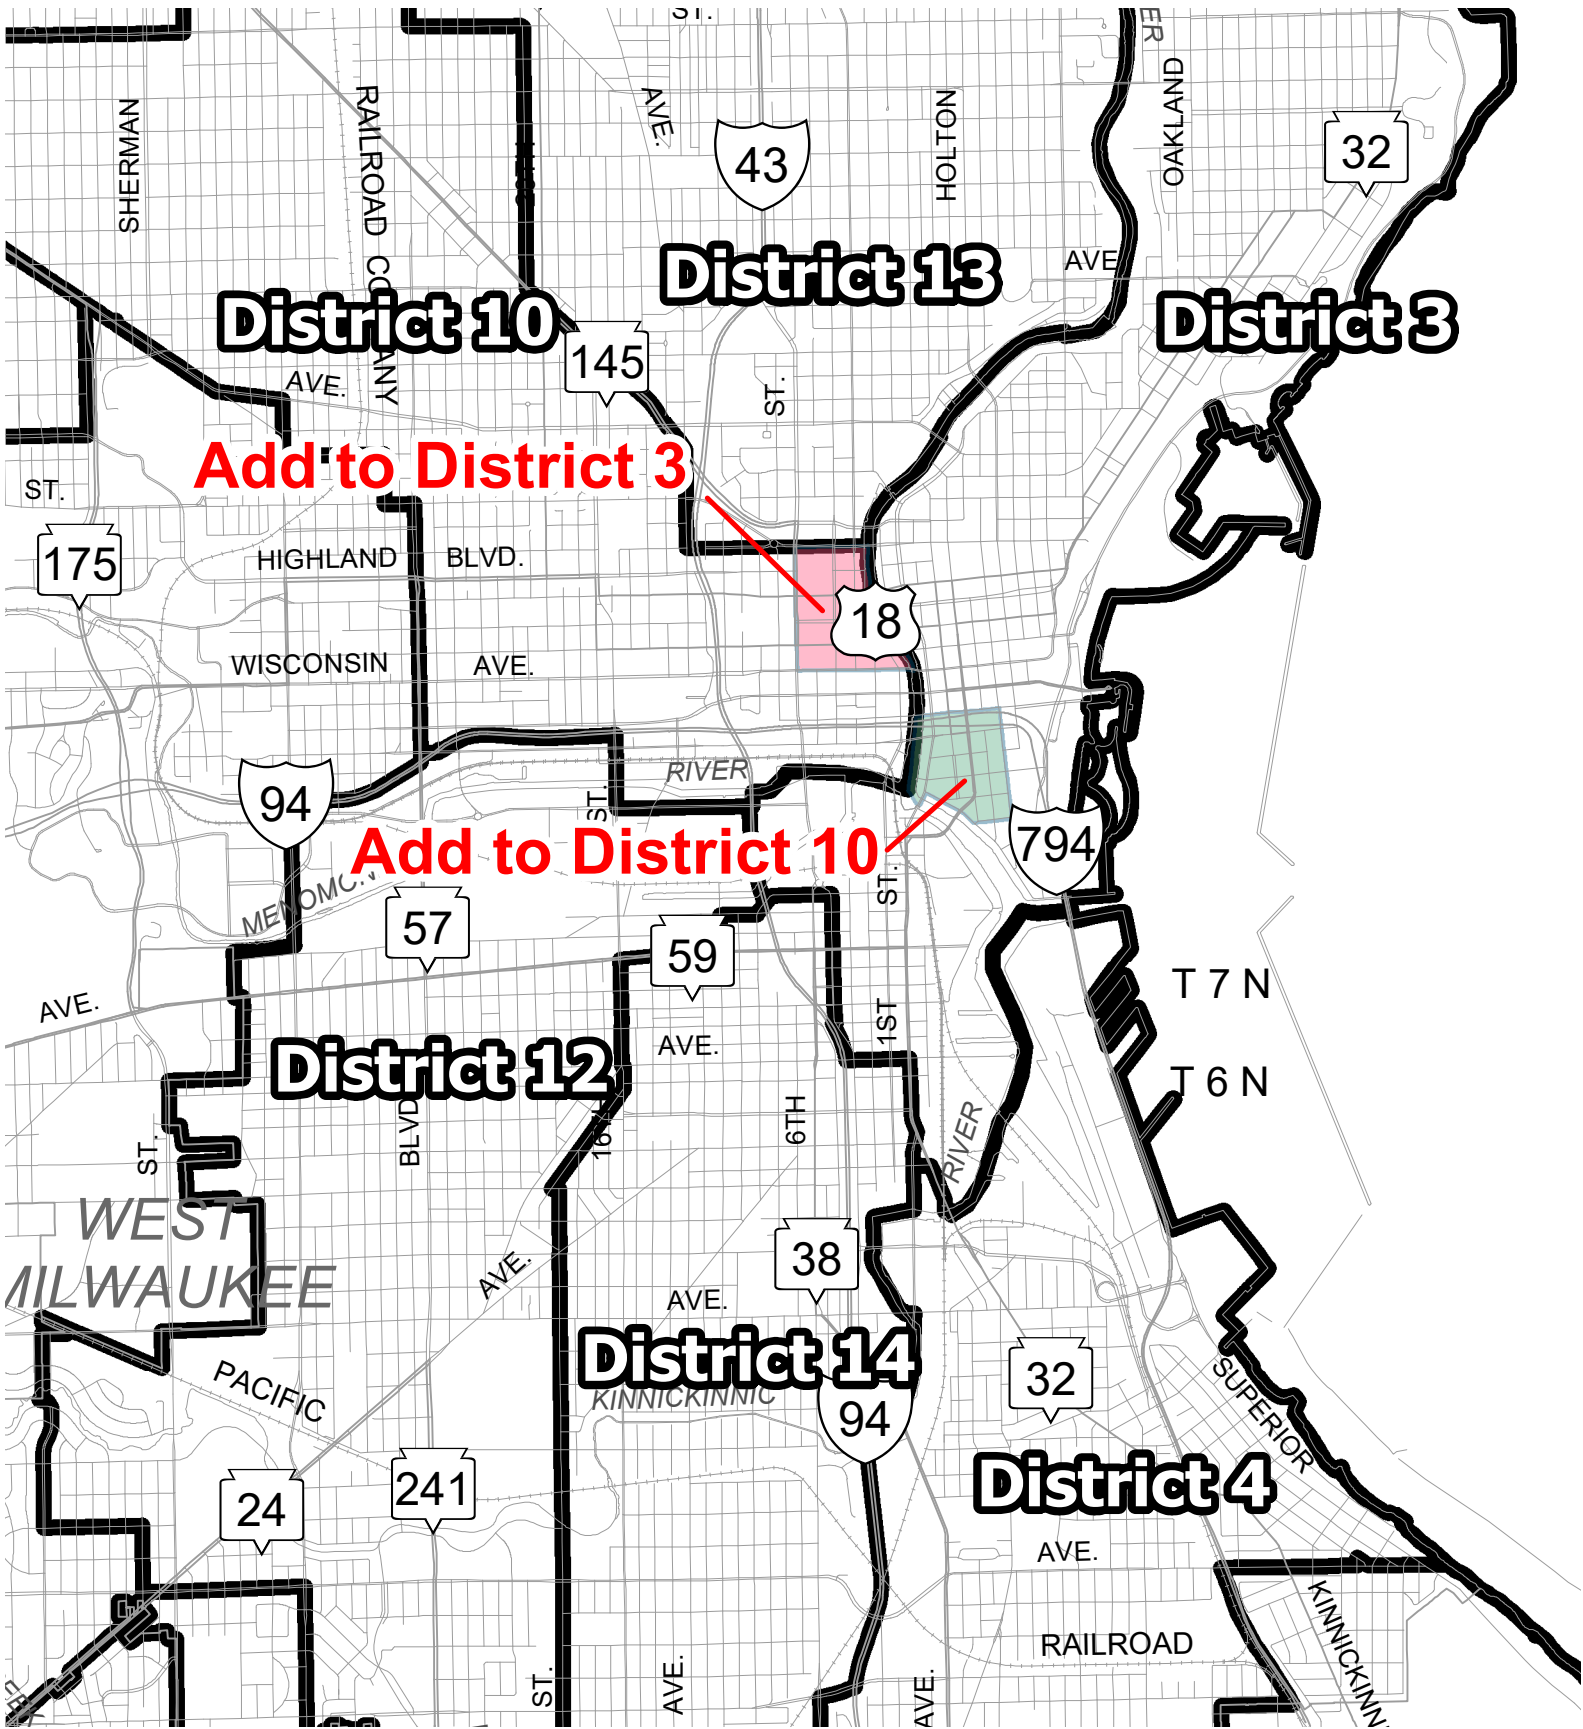 ST.
SHERMAN
RAILROAD COMPANY
AVE.
43
HOLTON
OAKLAND
32
AVE
District 13
District 10
District 3
145
AVE.
ST.
Add to District 3
ST.
175
HIGHLAND BLVD.
18
WISCONSIN AVE.
RIVER
94
ST.
794
Add to District 10
ST.
57
59
T 7 N
AVE.
1ST
AVE.
District 12
T 6 N
6TH
BLVD
ST.
16TH
RIVER
WEST
MILWAUKEE
AVE.
38
AVE.
District 14
32
KINNICKINNIC
PACIFIC
94
SUPERIOR
241
24
District 4
AVE.
RAILROAD
ST.
AVE.
AVE.